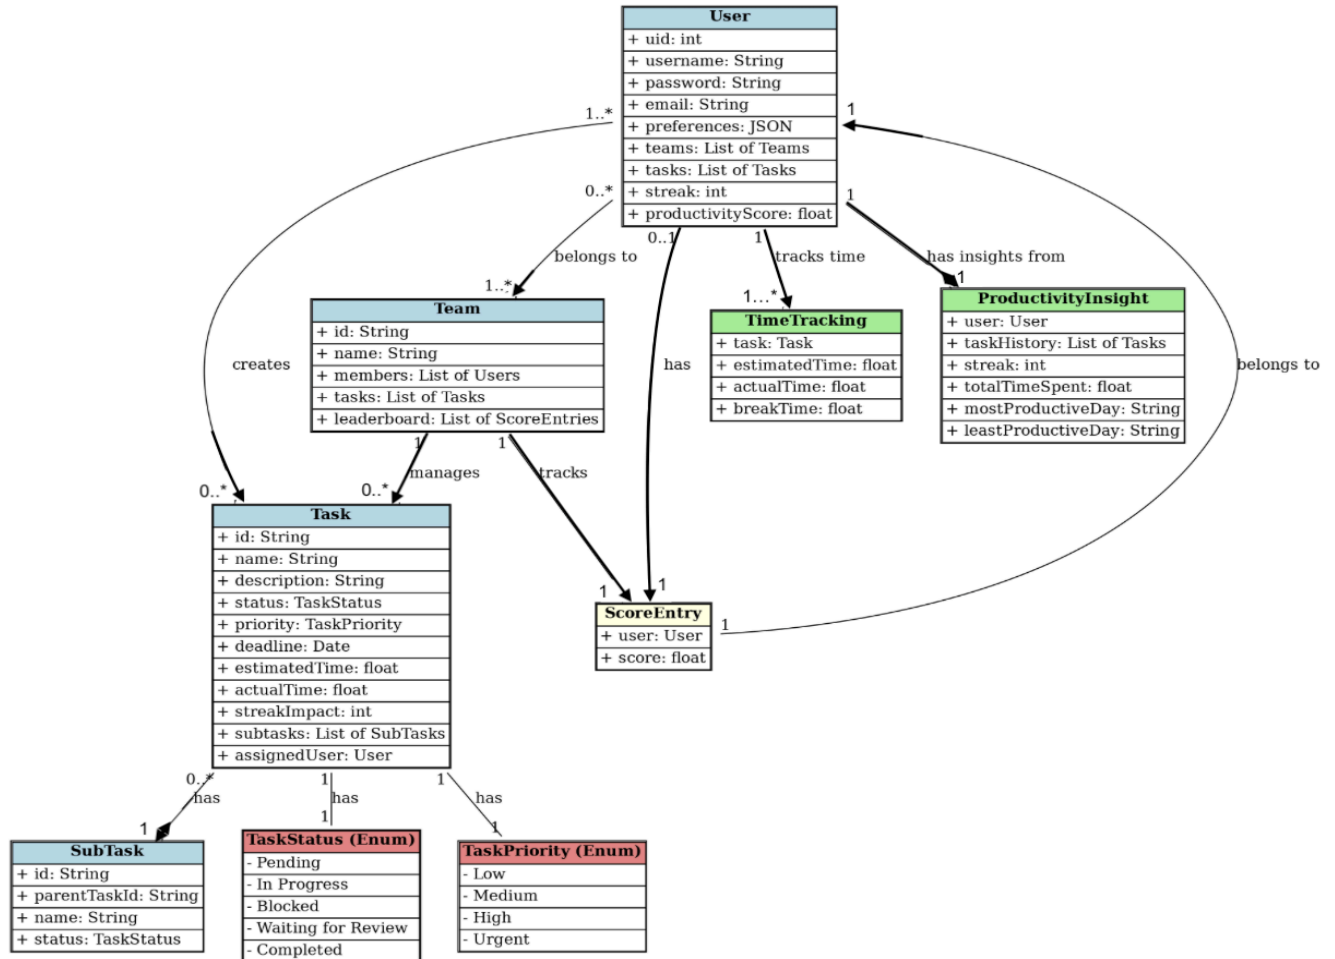 User
+ uid: int
+ username: String
+ password: String
+ email: String
+ preferences: JSON
+ teams: List of Teams
+ tasks: List of Tasks
+ streak: int
+ productivityScore: float
1..*
0..*
0..1
1
1
1
belongs to
tracks time
has insights from
1..*
1...*
1
Team
+ id: String
+ name: String
+ members: List of Users
+ tasks: List of Tasks
+ leaderboard: List of ScoreEntries
TimeTracking
+ task: Task
+ estimatedTime: float
+ actualTime: float
+ breakTime: float
ProductivityInsight
+ user: User
+ taskHistory: List of Tasks
+ streak: int
+ totalTimeSpent: float
+ mostProductiveDay: String
+ leastProductiveDay: String
creates
has
belongs to
1
1
manages
tracks
0..*
0..*
Task
+ id: String
+ name: String
+ description: String
+ status: TaskStatus
+ priority: TaskPriority
+ deadline: Date
+ estimatedTime: float
+ actualTime: float
+ streakImpact: int
+ subtasks: List of SubTasks
+ assignedUser: User
1
1
ScoreEntry
+ user: User
+ score: float
1
0..*
1
1
has
has
has
1
1
1
SubTask
+ id: String
+ parentTaskId: String
+ name: String
+ status: TaskStatus
TaskStatus (Enum)
- Pending
- In Progress
- Blocked
- Waiting for Review
- Completed
TaskPriority (Enum)
- Low
- Medium
- High
- Urgent